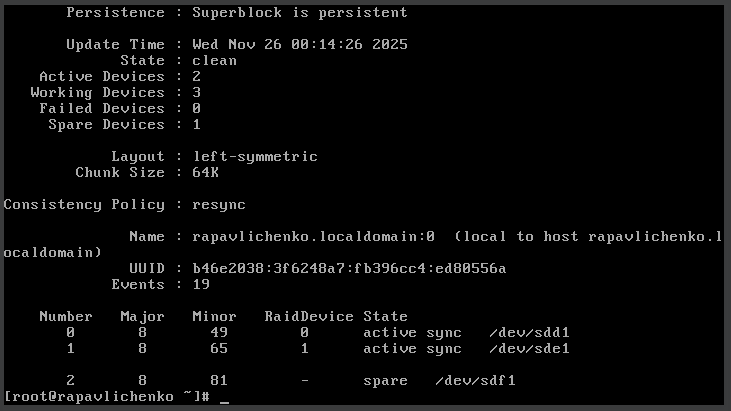 Persistence : Superblock is persistent
Update Time : Wed Nov 26 00:14:26 2025
State : clean
Active Devices : 2
Working Devices : 3
Failed Devices : 0
Spare Devices : 1
Layout : left-symmetric
Chunk Size : 64K
Consistency Policy : resync
Name : rapavlichenko.localdomain:0  (local to host rapavlichenko.l
ocaldomain)
UUID : b46e2038:3f6248a7:fb396cc4:ed80556a
Events : 19
Number   Major   Minor   RaidDevice State
0       8       49        0      active sync   /dev/sdd1
1       8       65        1      active sync   /dev/sde1
2       8       81        -      spare   /dev/sdf1
[root@rapavlichenko ~]# _